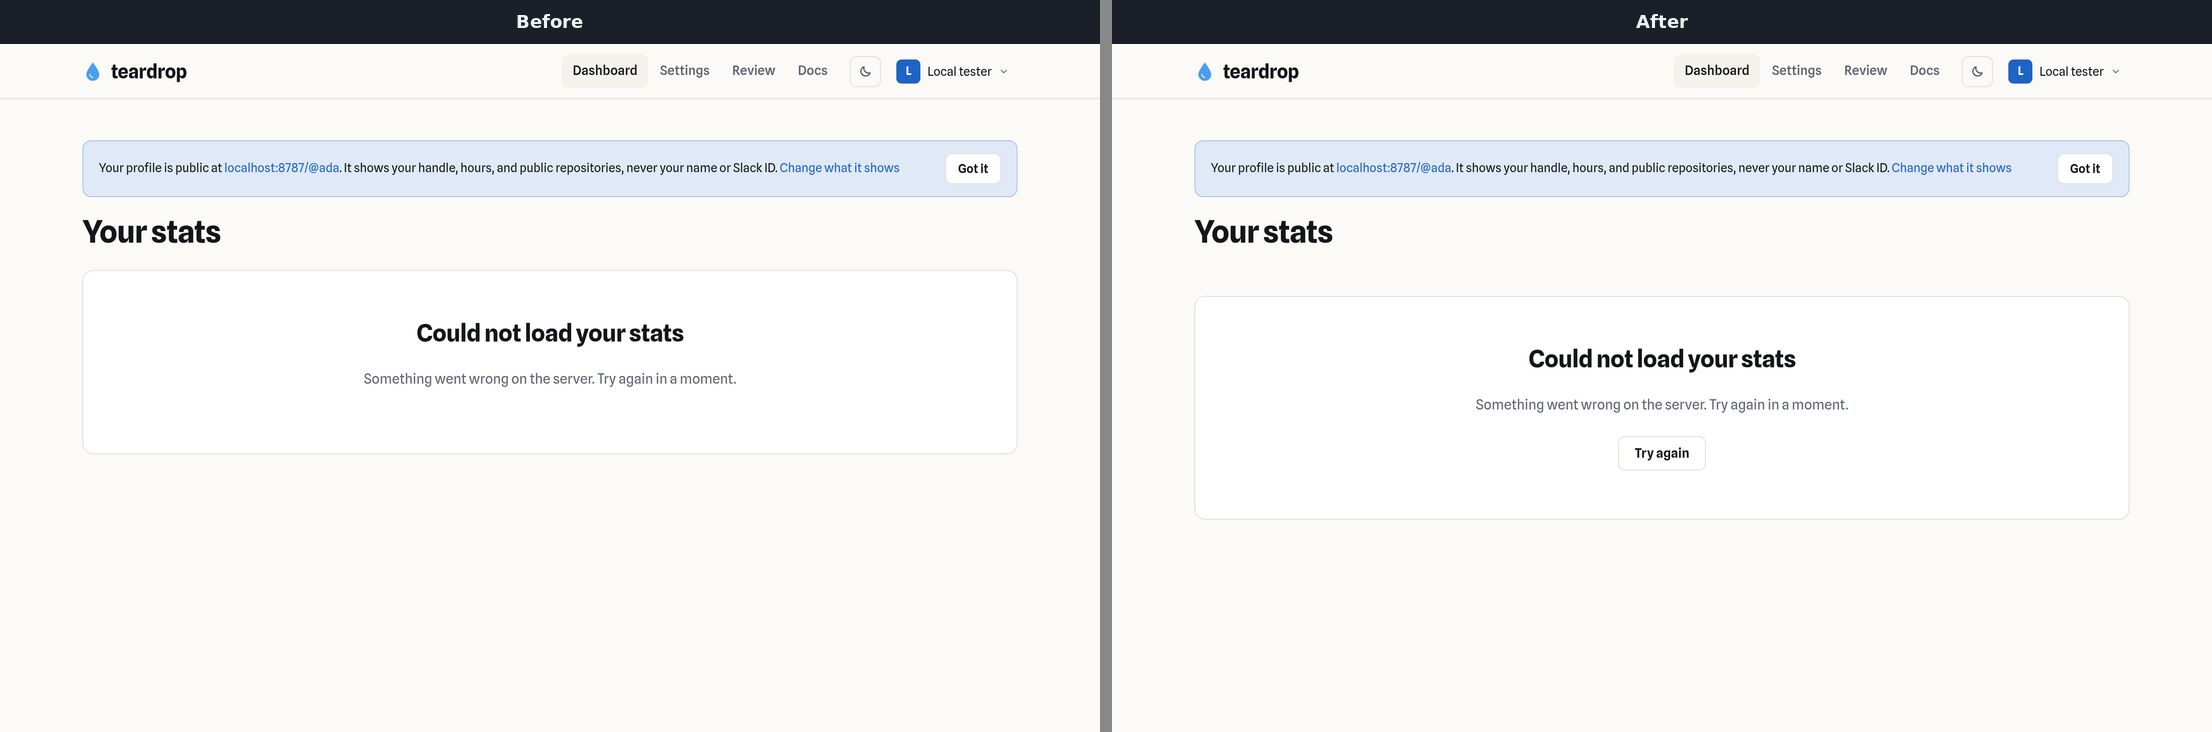 Before
teardrop
Dashboard Settings Review Docs L Local tester
Your profile is public at localhost:8787/@ada. It shows your handle, hours, and public repositories, never your name or Slack ID. Change what it shows Got it
Your stats
Could not load your stats
Something went wrong on the server. Try again in a moment.
After
teardrop
Dashboard Settings Review Docs L Local tester
Your profile is public at localhost:8787/@ada. It shows your handle, hours, and public repositories, never your name or Slack ID. Change what it shows Got it
Your stats
Could not load your stats
Something went wrong on the server. Try again in a moment.
Try again